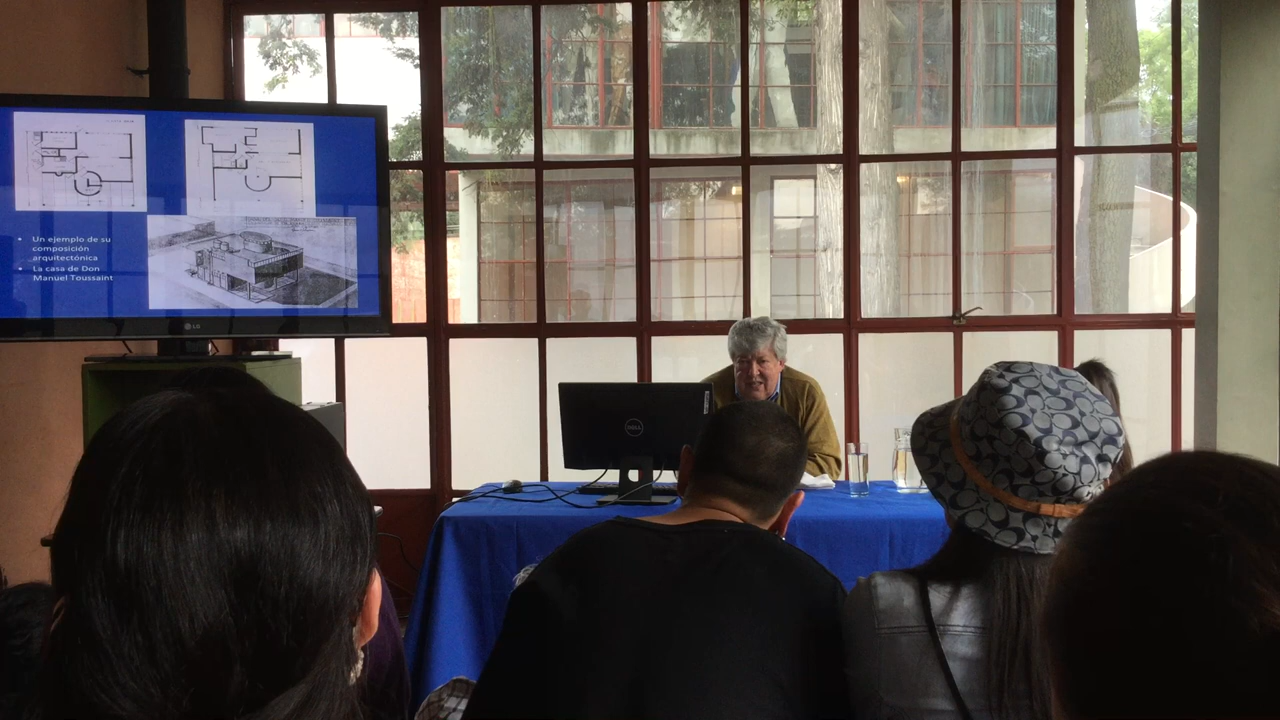 • Un ejemplo de su
composición
arquitectónica
• La casa de Don
Manuel Toussaint
LG
DELL